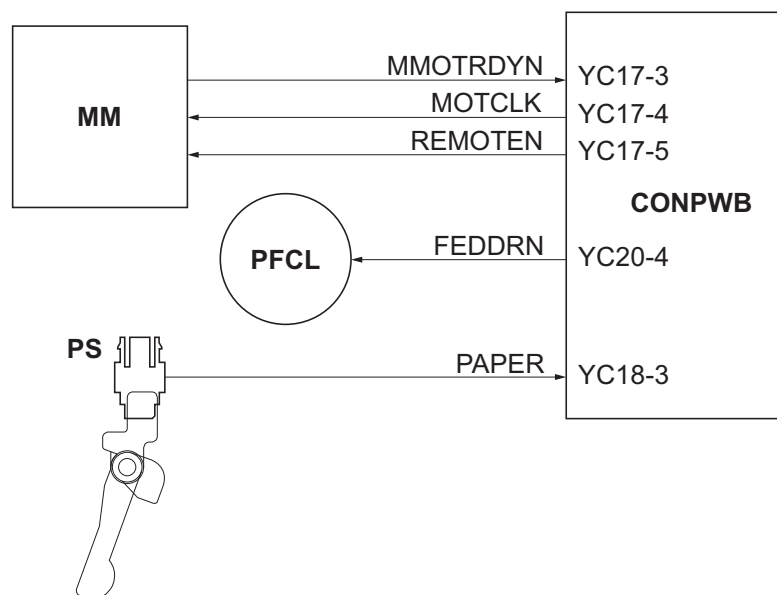 MM
MMOTRDYN
YC17-3
MOTCLK
YC17-4
REMOTEN
YC17-5
CONPWB
PFCL
FEDDRN
YC20-4
PS
PAPER
YC18-3